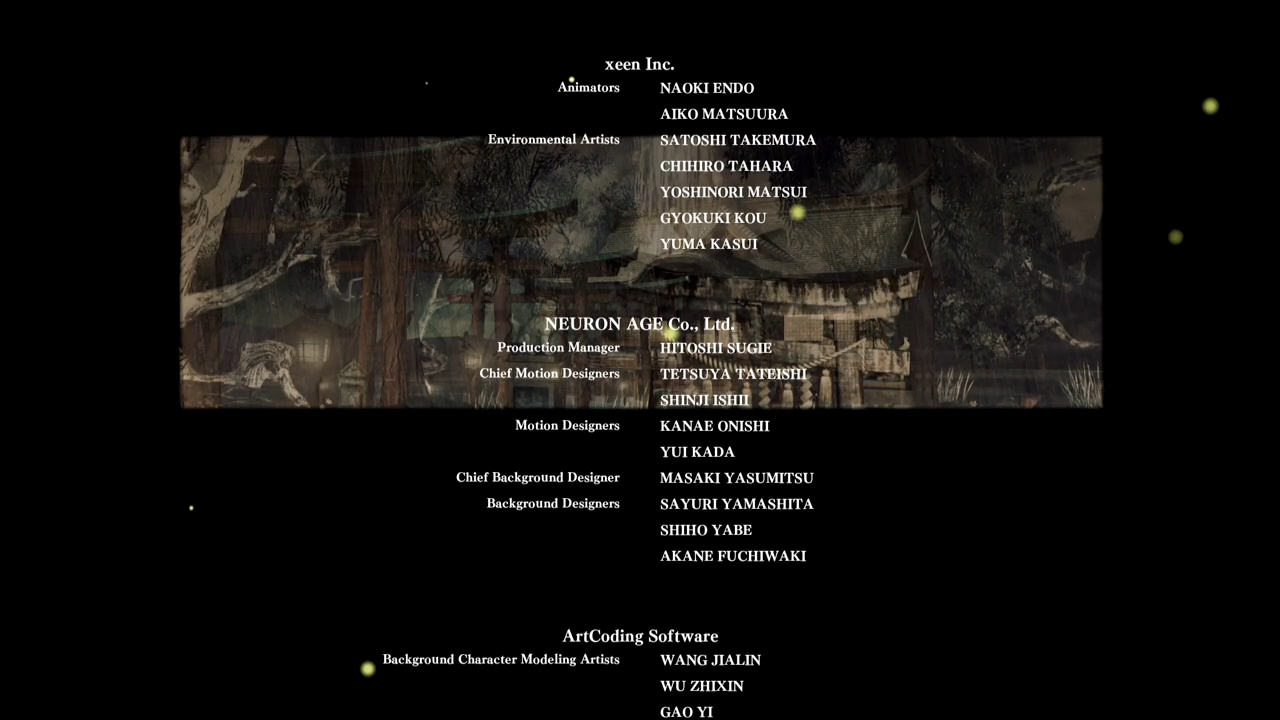 xeen Inc.
Animators NAOKI ENDO
AIKO MATSUURA
Environmental Artists SATOSHI TAKEMURA
CHIHIRO TAHARA
YOSHINORI MATSUI
GYOKUKI KOU
YUMA KASUI
NEURON AGE Co., Ltd.
Production Manager HITOSHI SUGIE
Chief Motion Designers TETSUYA TATEISHI
SHINJI ISHII
Motion Designers KANAE ONISHI
YUI KADA
Chief Background Designer MASAKI YASUMITSU
Background Designers SAYURI YAMASHITA
SHIHO YABE
AKANE FUCHIWAKI
ArtCoding Software
Background Character Modeling Artists WANG JIALIN
WU ZHIXIN
GAO YI